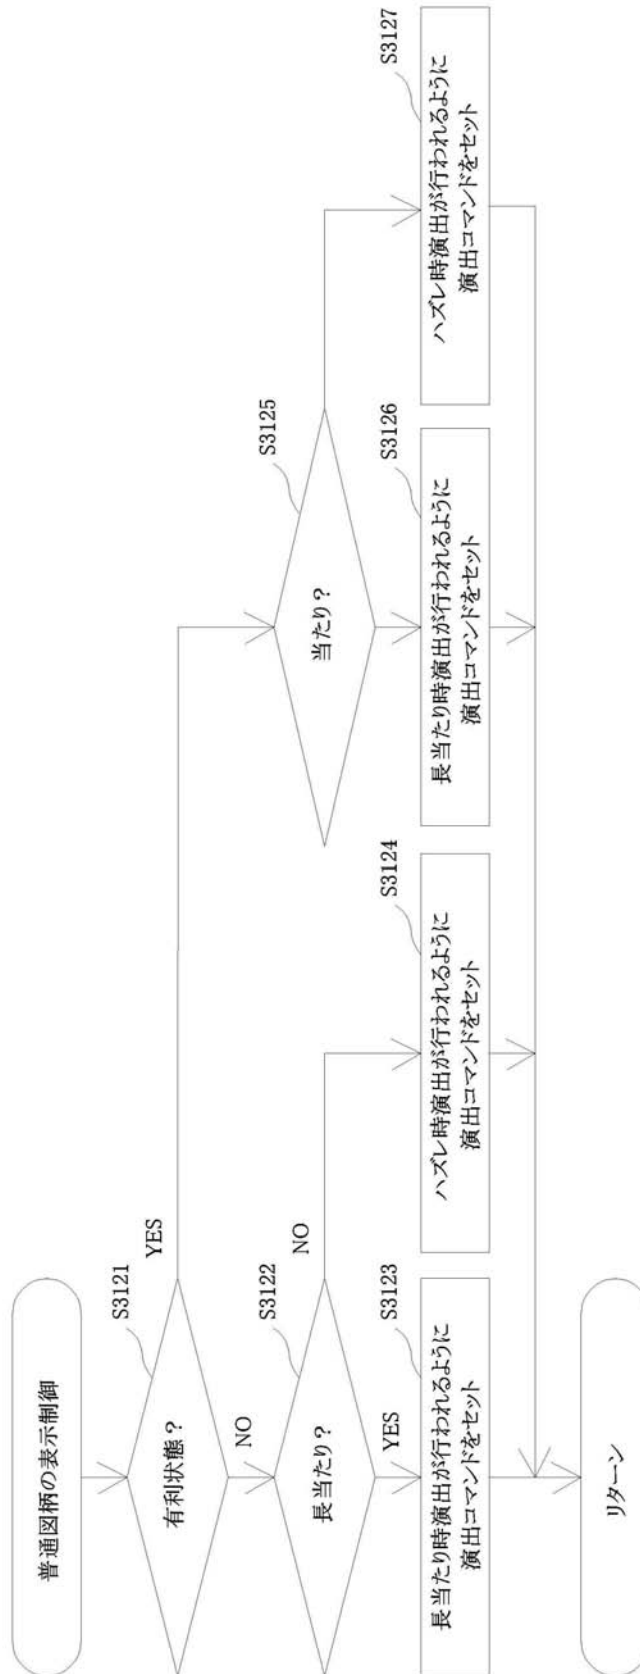 普通図柄の表示制御
S3121
有利状態？
YES
NO
S3122
長当たり？
NO
YES
S3123
長当たり時演出が行われるように
演出コマンドをセット
S3124
ハズレ時演出が行われるように
演出コマンドをセット
S3125
当たり？
S3126
長当たり時演出が行われるように
演出コマンドをセット
S3127
ハズレ時演出が行われるように
演出コマンドをセット
リターン